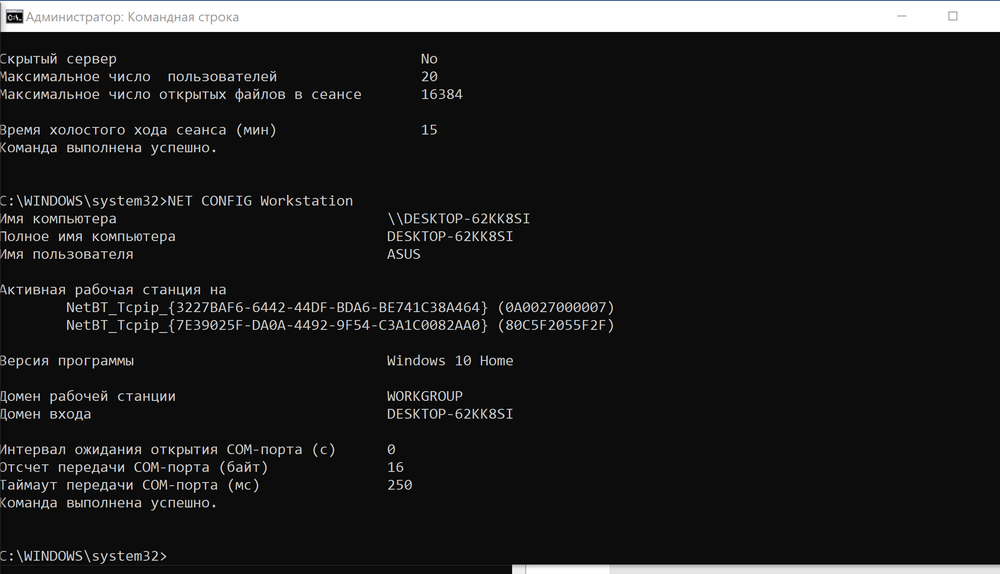 Администратор: Командная строка
Скрытый сервер No
Максимальное число  пользователей 20
Максимальное число открытых файлов в сеансе 16384
Время холостого хода сеанса (мин) 15
Команда выполнена успешно.
C:\WINDOWS\system32>NET CONFIG Workstation
Имя компьютера \\DESKTOP-62KK8SI
Полное имя компьютера DESKTOP-62KK8SI
Имя пользователя ASUS
Активная рабочая станция на
NetBT_Tcpip_{3227BAF6-6442-44DF-BDA6-BE741C38A464} (0A0027000007)
NetBT_Tcpip_{7E39025F-DA0A-4492-9F54-C3A1C0082AA0} (80C5F2055F2F)
Версия программы Windows 10 Home
Домен рабочей станции WORKGROUP
Домен входа DESKTOP-62KK8SI
Интервал ожидания открытия COM-порта (с) 0
Отсчет передачи COM-порта (байт) 16
Таймаут передачи COM-порта (мс) 250
Команда выполнена успешно.
C:\WINDOWS\system32>